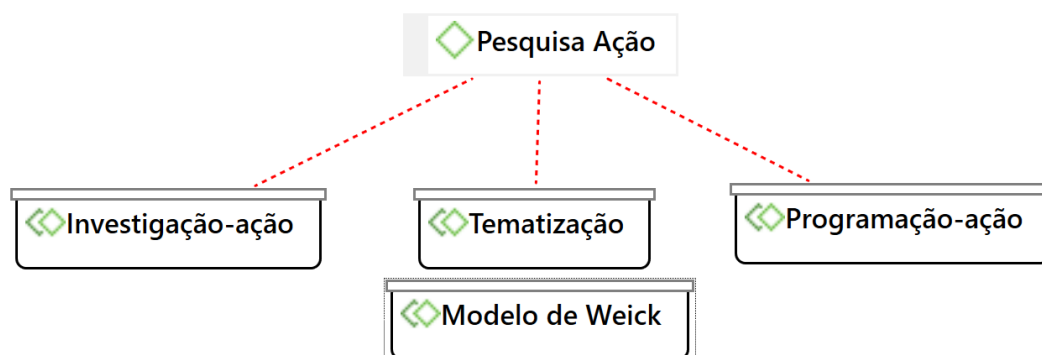 Pesquisa Ação
Investigação-ação
Tematização
Programação-ação
Modelo de Weick